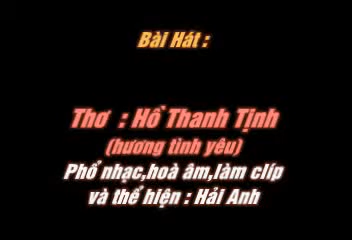 Bài Hát :
Thơ : Hồ Thanh Tịnh
(hương tình yêu)
Phổ nhạc,hoà âm,làm clíp
và thể hiện : Hải Anh